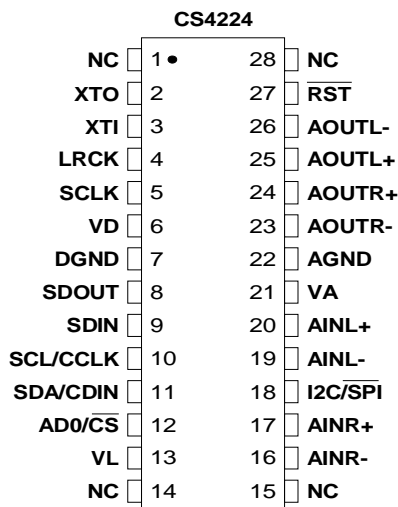 CS4224
NC 1 28 NC
XTO 2 27 RST
XTI 3 26 AOUTL-
LRCK 4 25 AOUTL+
SCLK 5 24 AOUTR+
VD 6 23 AOUTR-
DGND 7 22 AGND
SDOUT 8 21 VA
SDIN 9 20 AINL+
SCL/CCLK 10 19 AINL-
SDA/CDIN 11 18 I2C/SPI
AD0/CS 12 17 AINR+
VL 13 16 AINR-
NC 14 15 NC